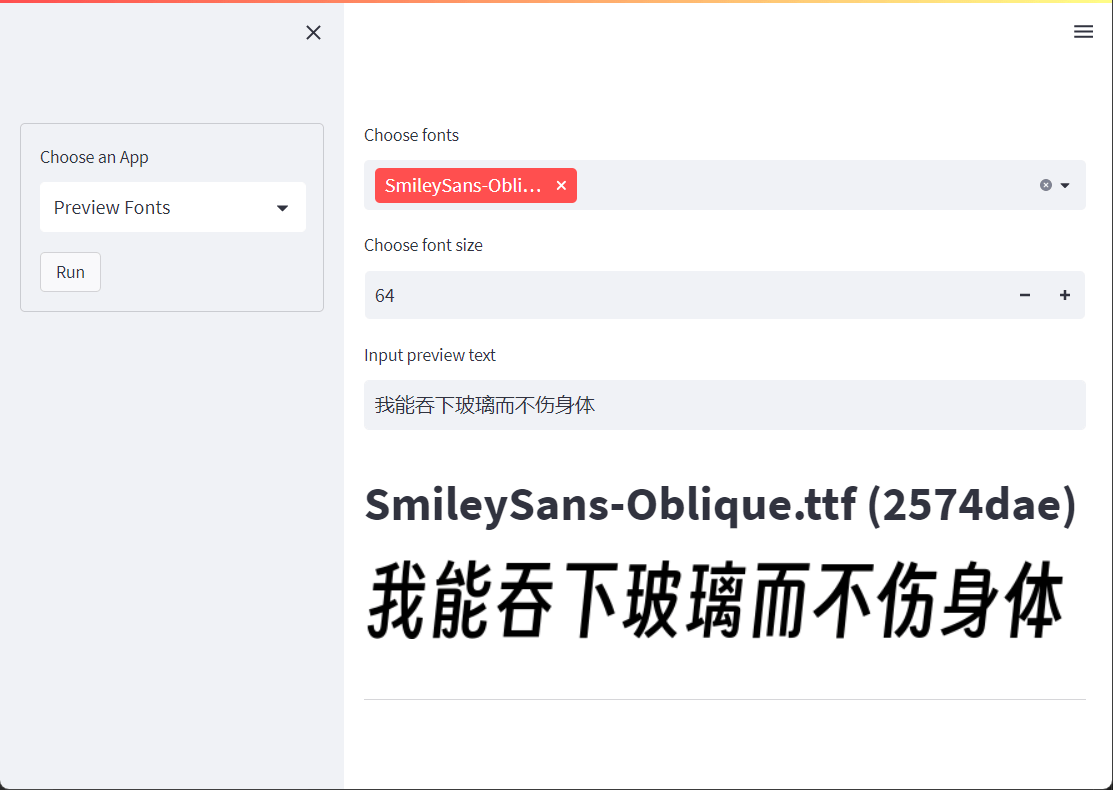 Choose an App
Preview Fonts
Run
Choose fonts
SmileySans-Obli...
Choose font size
64
Input preview text
我能吞下玻璃而不伤身体
SmileySans-Oblique.ttf (2574dae)
我能吞下玻璃而不伤身体